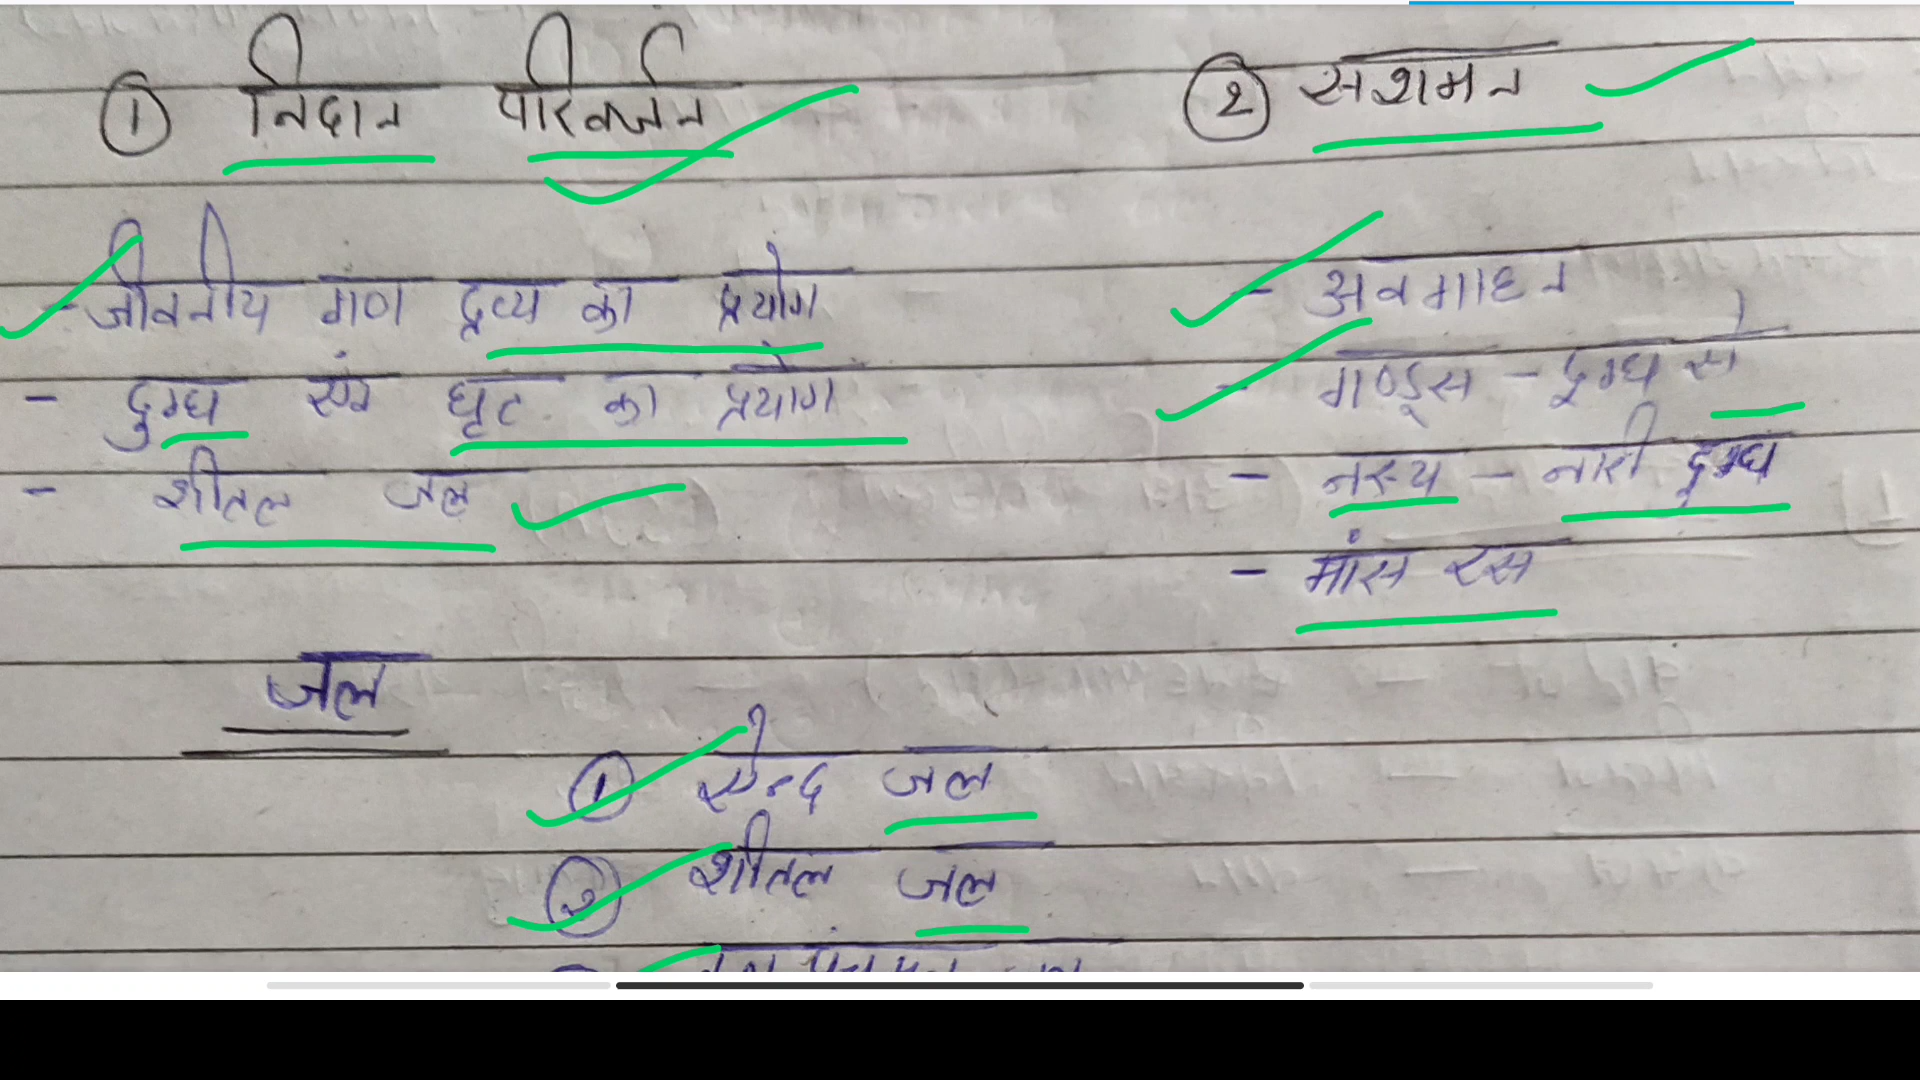 ① निदान परिवर्जन
- जीवनीय गण द्रव्य का प्रयोग
- दुग्ध एवं घृत का प्रयोग
- शीतल जल
② संशमन
- अवगाहन
- गण्डूस - दुग्ध से
- नस्य - नारी दुग्ध
- मांस रस
जल
① सेन्द जल
② शीतल जल